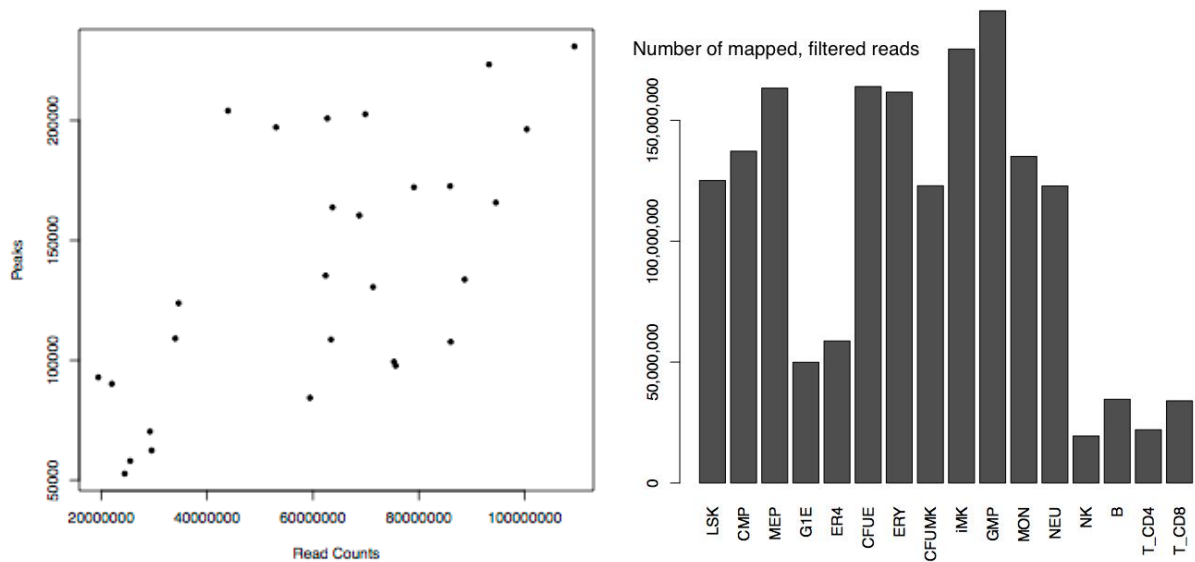 Peaks
200000
150000
100000
50000
20000000 40000000 60000000 80000000 100000000
Read Counts
Number of mapped, filtered reads
150,000,000
100,000,000
50,000,000
0
LSK CMP MEP G1E ER4 CFUE ERY CFUMK iMK GMP MON NEU NK B T_CD4 T_CD8